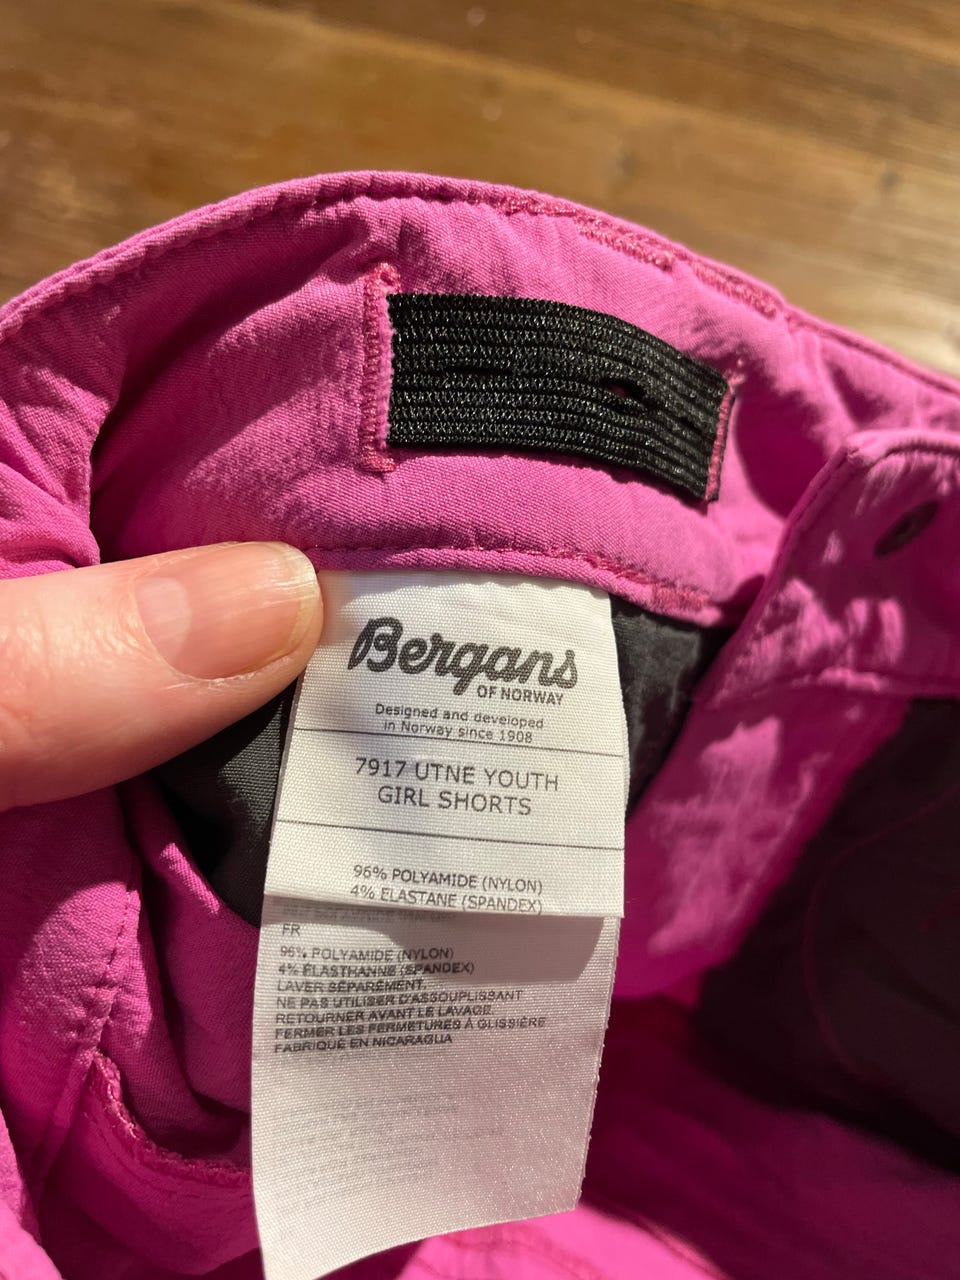 Bergans
OF NORWAY
Designed and developed
in Norway since 1908
7917 UTNE YOUTH
GIRL SHORTS
96% POLYAMIDE (NYLON)
4% ELASTANE (SPANDEX)
FR
96% POLYAMIDE (NYLON)
4% ÉLASTHANNE (SPANDEX)
LAVER SÉPARÉMENT.
NE PAS UTILISER D'ASSOUPLISSANT
RETOURNER AVANT LE LAVAGE.
FERMER LES FERMETURES À GLISSIÈRE
FABRIQUÉ EN NICARAGUA